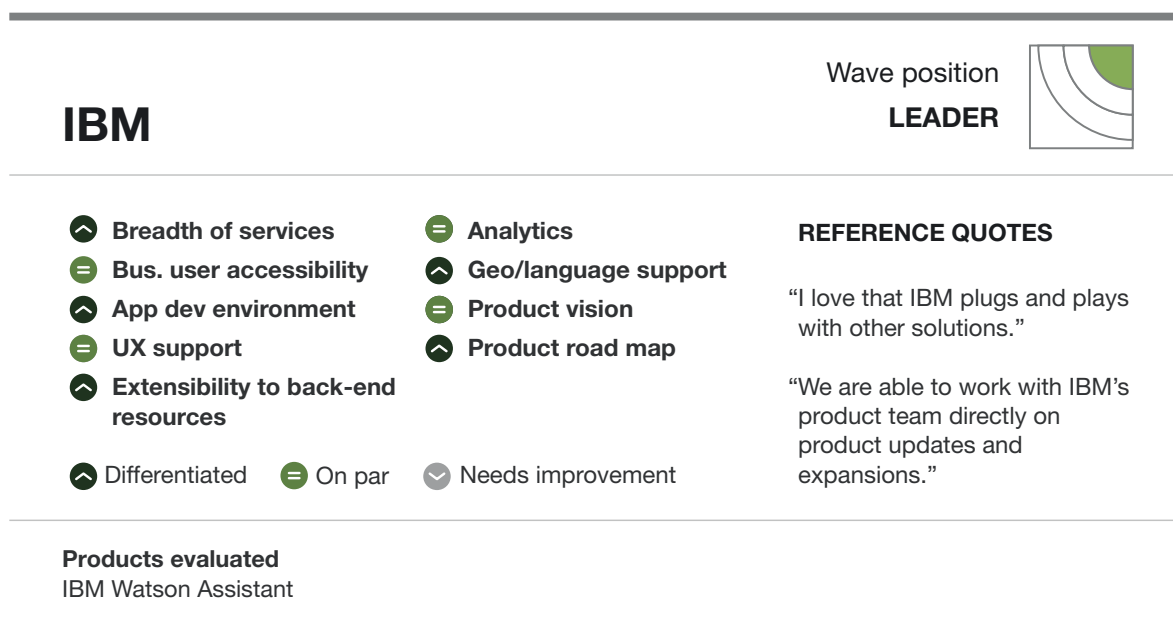 Wave position
LEADER
IBM
Breadth of services
Bus. user accessibility
App dev environment
UX support
Extensibility to back-end
resources
Analytics
Geo/language support
Product vision
Product road map
Differentiated
On par
Needs improvement
REFERENCE QUOTES
“I love that IBM plugs and plays
with other solutions.”
“We are able to work with IBM’s
product team directly on
product updates and
expansions.”
Products evaluated
IBM Watson Assistant